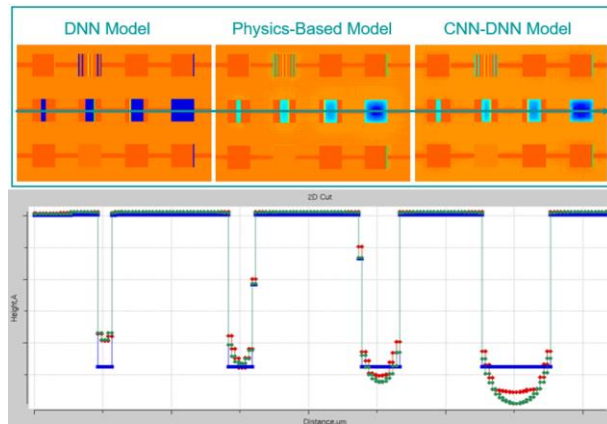 DNN Model
Physics-Based Model
CNN-DNN Model
2D Cut
Height,A
Distance,um